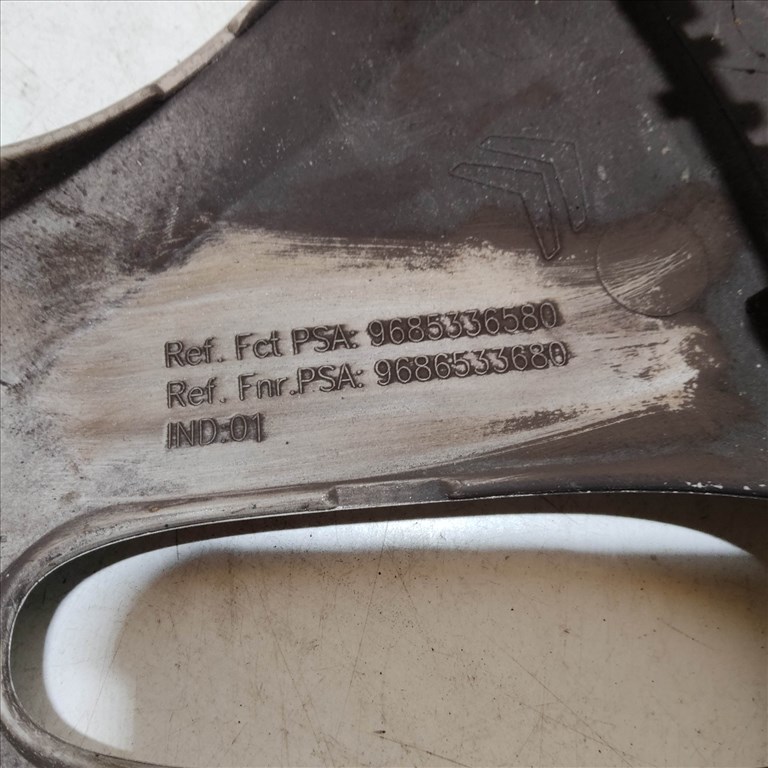 Ref. Fct PSA: 9685336580
Ref. Fnr.PSA: 9686533680
IND:01